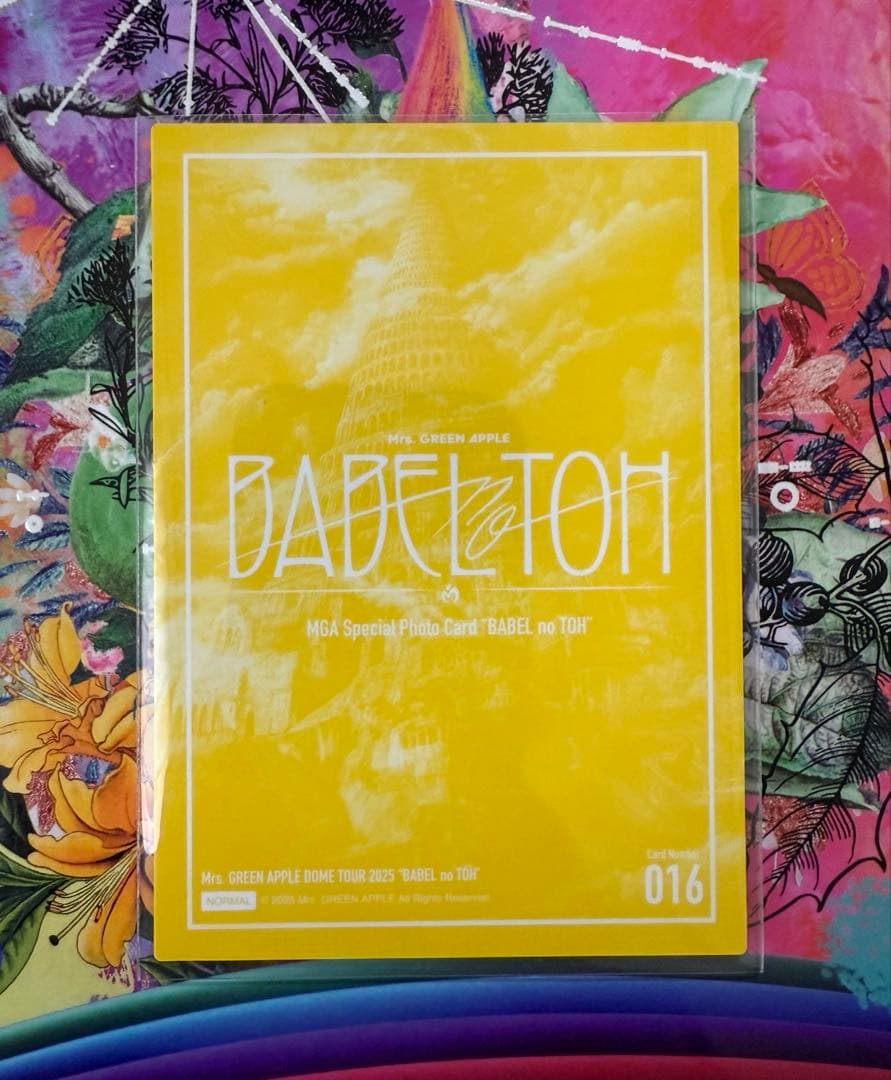 Mrs. GREEN APPLE
BABEL no TOH
MGA Special Photo Card "BABEL no TOH"
Card Number
016
Mrs. GREEN APPLE DOME TOUR 2025 "BABEL no TOH"
NORMAL © 2025 Mrs. GREEN APPLE All Rights Reserved